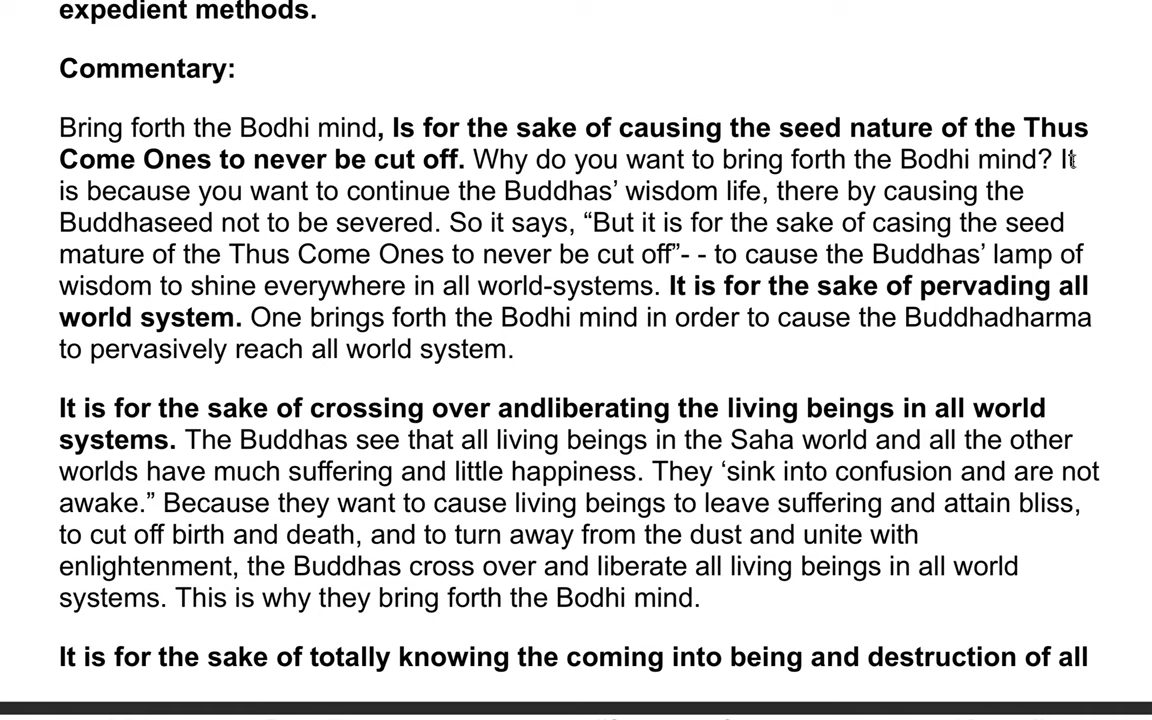 expedient methods.
Commentary:
Bring forth the Bodhi mind, Is for the sake of causing the seed nature of the Thus
Come Ones to never be cut off. Why do you want to bring forth the Bodhi mind? It
is because you want to continue the Buddhas’ wisdom life, there by causing the
Buddhaseed not to be severed. So it says, “But it is for the sake of casing the seed
mature of the Thus Come Ones to never be cut off”- - to cause the Buddhas’ lamp of
wisdom to shine everywhere in all world-systems. It is for the sake of pervading all
world system. One brings forth the Bodhi mind in order to cause the Buddhadharma
to pervasively reach all world system.
It is for the sake of crossing over andliberating the living beings in all world
systems. The Buddhas see that all living beings in the Saha world and all the other
worlds have much suffering and little happiness. They ‘sink into confusion and are not
awake.” Because they want to cause living beings to leave suffering and attain bliss,
to cut off birth and death, and to turn away from the dust and unite with
enlightenment, the Buddhas cross over and liberate all living beings in all world
systems. This is why they bring forth the Bodhi mind.
It is for the sake of totally knowing the coming into being and destruction of all